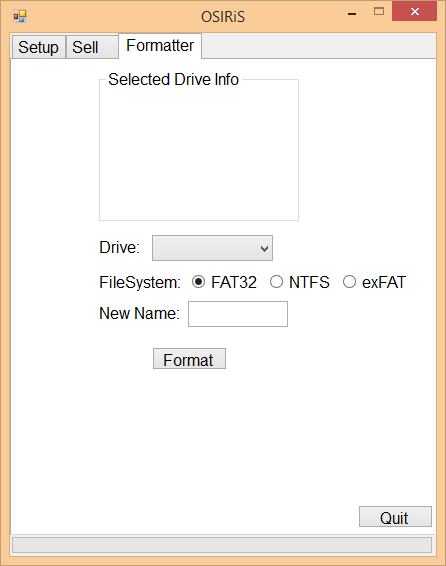 OSIRiS
Setup Sell Formatter
Selected Drive Info
Drive:
FileSystem: FAT32 NTFS exFAT
New Name:
Format
Quit